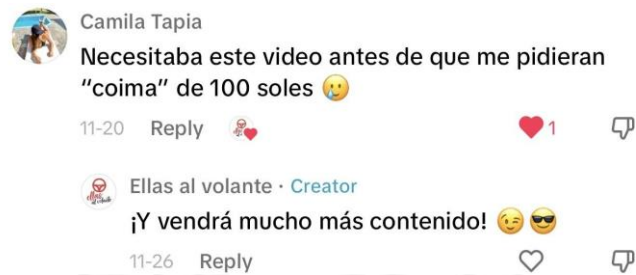 Camila Tapia
Necesitaba este video antes de que me pidieran
“coima” de 100 soles 🥲
11-20 Reply 1
Ellas al volante · Creator
¡Y vendrá mucho más contenido! 😉😎
11-26 Reply